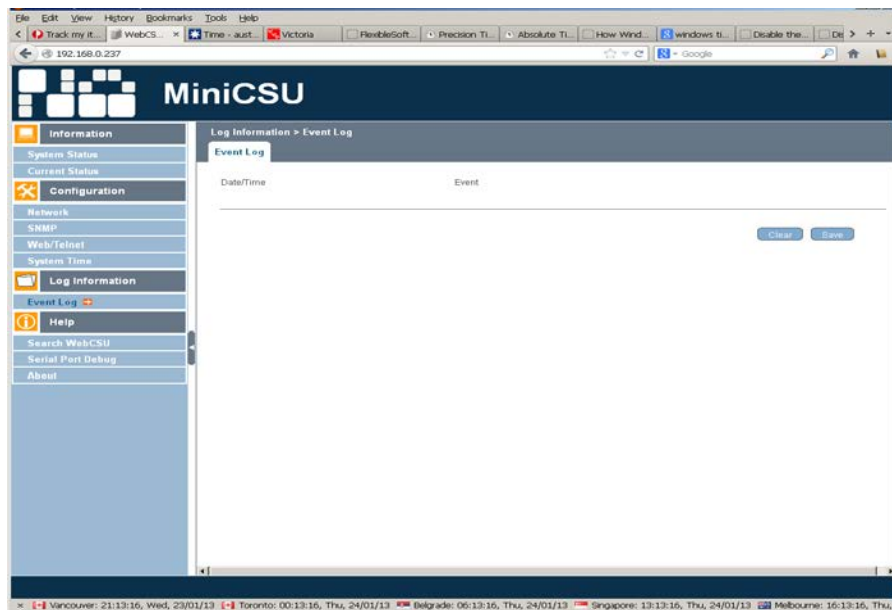 File Edit View History Bookmarks Tools Help
Track my it... WebCS... Time - aust... Victoria FlexibleSoft... Precision Ti... Absolute Ti... How Wind... windows ti... Disable the... De
192.168.0.237 Google
MiniCSU
Information
System Status
Current Status
Configuration
Network
SNMP
Web/Telnet
System Time
Log Information
Event Log
Help
Search WebCSU
Serial Port Debug
About
Log Information > Event Log
Event Log
Date/Time Event
Clear Save
Vancouver: 21:13:16, Wed, 23/01/13 Toronto: 00:13:16, Thu, 24/01/13 Belgrade: 06:13:16, Thu, 24/01/13 Singapore: 13:13:16, Thu, 24/01/13 Melbourne: 16:13:16, Thu,